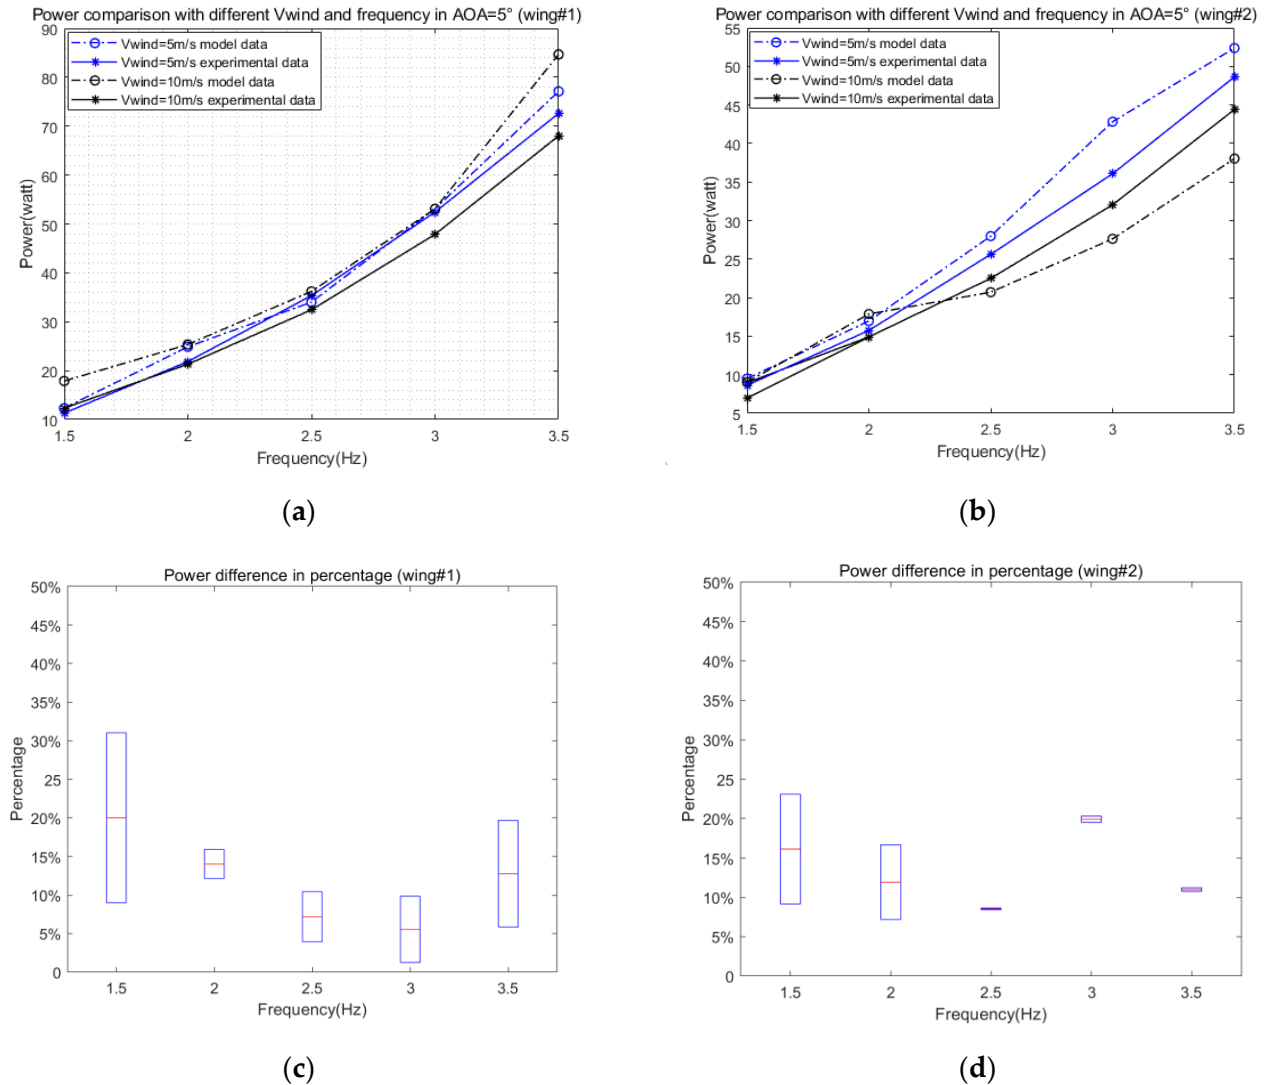 Power comparison with different Vwind and frequency in AOA=5° (wing#1)
90
80
70
60
50
40
30
20
10
Power(watt)
Vwind=5m/s model data
Vwind=5m/s experimental data
Vwind=10m/s model data
Vwind=10m/s experimental data
1.5 2 2.5 3 3.5
Frequency(Hz)
(a)
Power comparison with different Vwind and frequency in AOA=5° (wing#2)
55
50
45
40
35
30
25
20
15
10
5
Power(watt)
Vwind=5m/s model data
Vwind=5m/s experimental data
Vwind=10m/s model data
Vwind=10m/s experimental data
1.5 2 2.5 3 3.5
Frequency(Hz)
(b)
Power difference in percentage (wing#1)
50%
45%
40%
35%
30%
25
20%
15%
10%
5%
0
Percentage
1.5 2 2.5 3 3.5
Frequency(Hz)
(c)
Power difference in percentage (wing#2)
50%
45%
40%
35%
30%
25%
20%
15%
10%
5%
0
Percentage
1.5 2 2.5 3 3.5
Frequency(Hz)
(d)